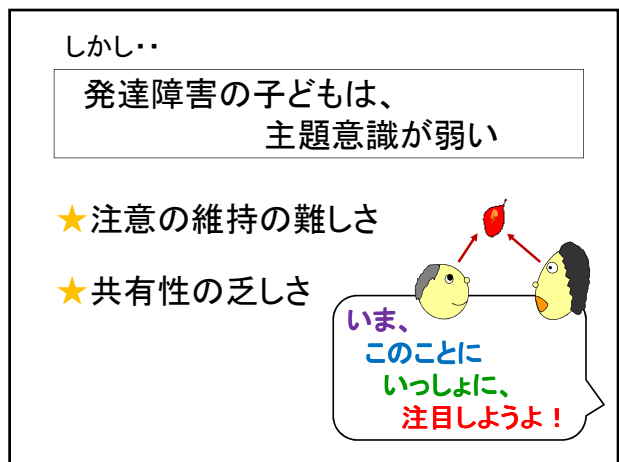 しかし・・
発達障害の子どもは、
主題意識が弱い
★注意の維持の難しさ
★共有性の乏しさ
いま、
このことに
いっしょに、
注目しようよ！